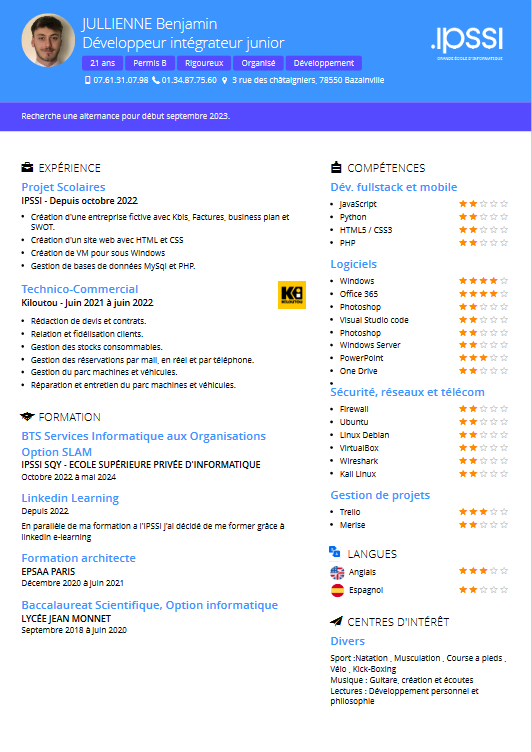 JULLIENNE Benjamin
Développeur intégrateur junior
21 ans Permis B Rigoureux Organisé Développement
07.61.31.07.98 01.34.87.75.60 3 rue des châtaigniers, 78550 Bazainville
.IPSSI
GRANDE ÉCOLE D'INFORMATIQUE
Recherche une alternance pour début septembre 2023.
EXPÉRIENCE
Projet Scolaires
IPSSI - Depuis octobre 2022
• Création d'une entreprise fictive avec Kbis, Factures, business plan et
SWOT.
• Création d'un site web avec HTML et CSS
• Création de VM pour sous Windows
• Gestion de bases de données MySql et PHP.
Technico-Commercial
Kiloutou - Juin 2021 à juin 2022
KILOUTOU
• Rédaction de devis et contrats.
• Relation et fidélisation clients.
• Gestion des stocks consommables.
• Gestion des réservations par mail, en réel et par téléphone.
• Gestion du parc machines et véhicules.
• Réparation et entretien du parc machines et véhicules.
FORMATION
BTS Services Informatique aux Organisations
Option SLAM
IPSSI SQY - ECOLE SUPÉRIEURE PRIVÉE D'INFORMATIQUE
Octobre 2022 à mai 2024
Linkedin Learning
Depuis 2022
En parallèle de ma formation a l'IPSSI j'ai décidé de me former grâce à
linkedin e-learning
Formation architecte
EPSAA PARIS
Décembre 2020 à juin 2021
Baccalaureat Scientifique, Option informatique
LYCÉE JEAN MONNET
Septembre 2018 à juin 2020
COMPÉTENCES
Dév. fullstack et mobile
• JavaScript
• Python
• HTML5 / CSS3
• PHP
Logiciels
• Windows
• Office 365
• Photoshop
• Visual Studio code
• Photoshop
• Windows Server
• PowerPoint
• One Drive
•
Sécurité, réseaux et télécom
• Firewall
• Ubuntu
• Linux Debian
• VirtualBox
• Wireshark
• Kali Linux
Gestion de projets
• Trello
• Merise
LANGUES
Anglais
Espagnol
CENTRES D'INTÉRÊT
Divers
Sport :Natation , Musculation , Course a pieds ,
Vélo , Kick-Boxing
Musique : Guitare, création et écoutes
Lectures : Développement personnel et
philosophie